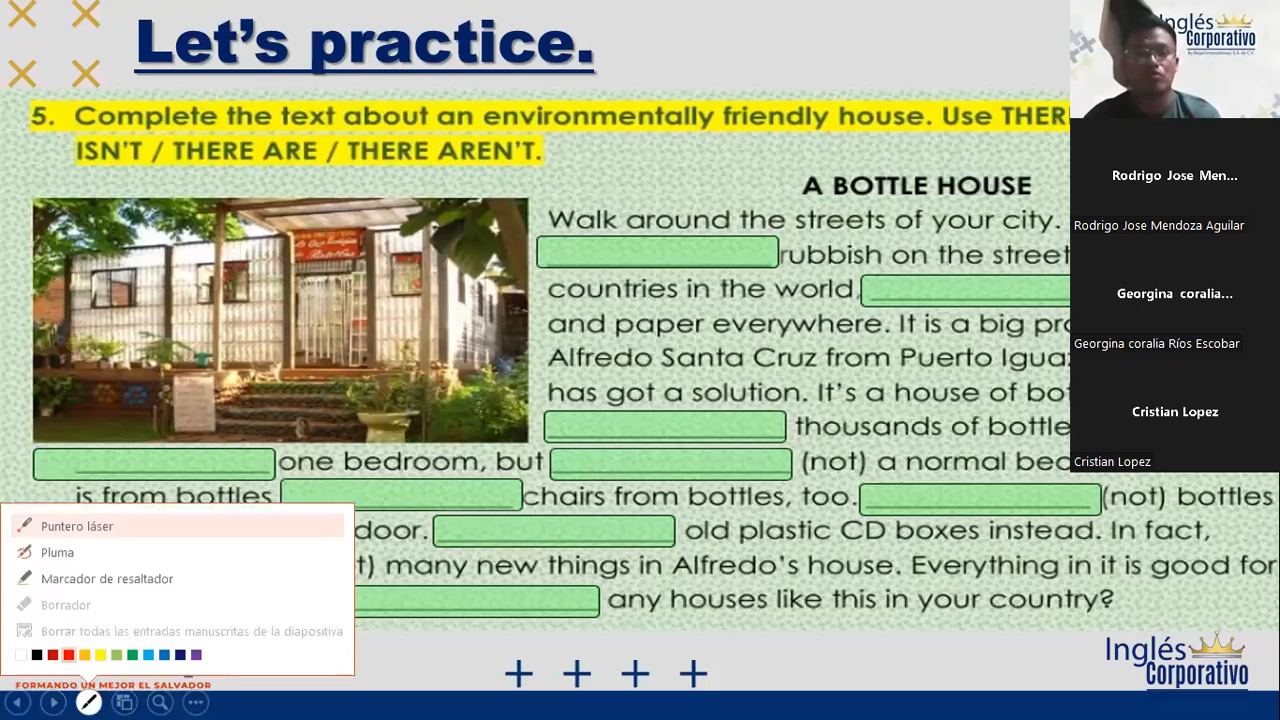 Let's practice.
Inglés
Corporativo
5. Complete the text about an environmentally friendly house. Use THER
ISN'T / THERE ARE / THERE AREN'T.
A BOTTLE HOUSE
Walk around the streets of your city.
rubbish on the street
countries in the world,
and paper everywhere. It is a big pro
Alfredo Santa Cruz from Puerto Igua
has got a solution. It's a house of bo
thousands of bottle
one bedroom, but (not) a normal bed
is from bottles chairs from bottles, too. (not) bottles
door. old plastic CD boxes instead. In fact,
t) many new things in Alfredo's house. Everything in it is good for
any houses like this in your country?
Rodrigo Jose Men...
Rodrigo Jose Mendoza Aguilar
Georgina coralia...
Georgina coralia Ríos Escobar
Cristian Lopez
Cristian Lopez
Puntero láser
Pluma
Marcador de resaltador
Borrador
Borrar todas las entradas manuscritas de la diapositiva
FORMANDO UN MEJOR EL SALVADOR
Inglés
Corporativo